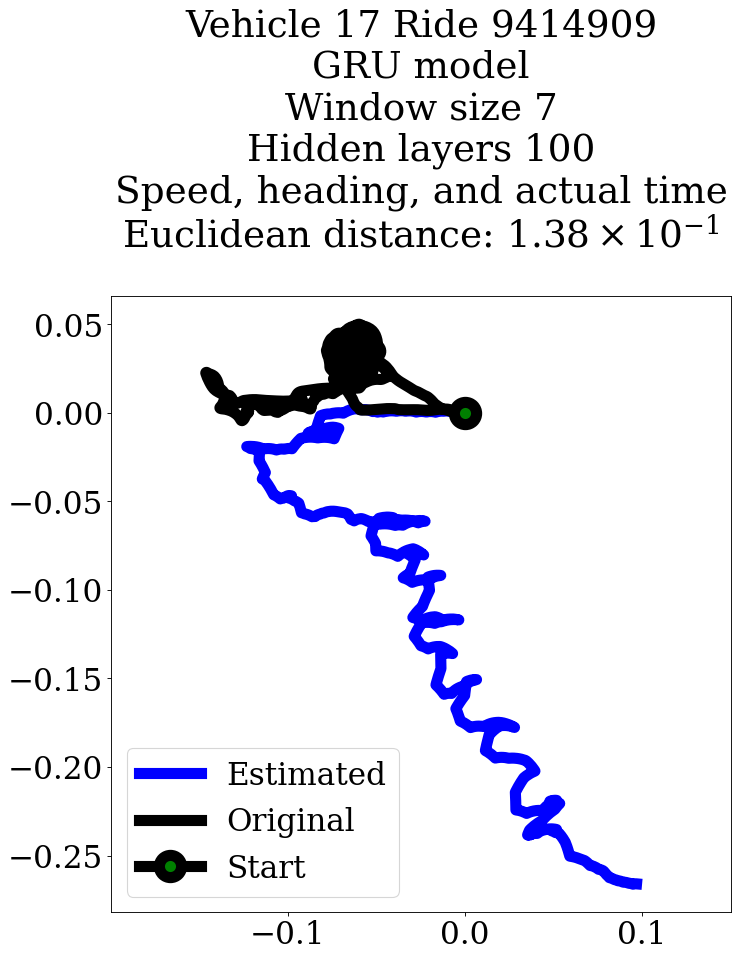 Vehicle 17 Ride 9414909
GRU model
Window size 7
Hidden layers 100
Speed, heading, and actual time
Euclidean distance: 1.38 × 10⁻¹
0.05
0.00
−0.05
−0.10
−0.15
−0.20
−0.25
Estimated
Original
Start
−0.1
0.0
0.1